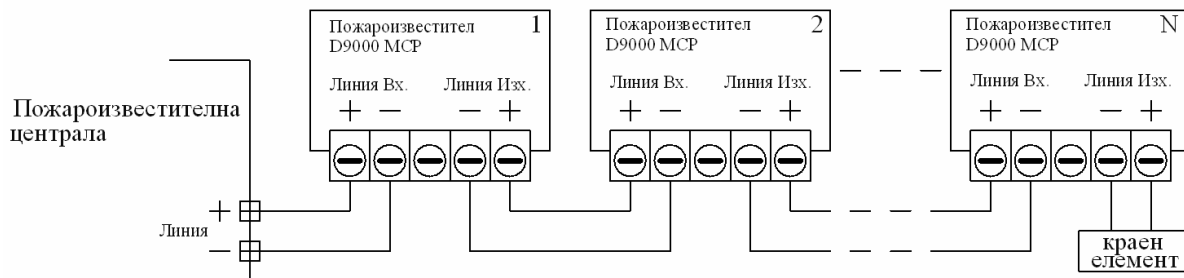 Пожароизвестителна
централа
+
Линия
−
Пожароизвестител 1
D9000 MCP
Линия Вх. Линия Изх.
+ − − +
Пожароизвестител 2
D9000 MCP
Линия Вх. Линия Изх.
+ − − +
Пожароизвестител N
D9000 MCP
Линия Вх. Линия Изх.
+ − − +
краен
елемент